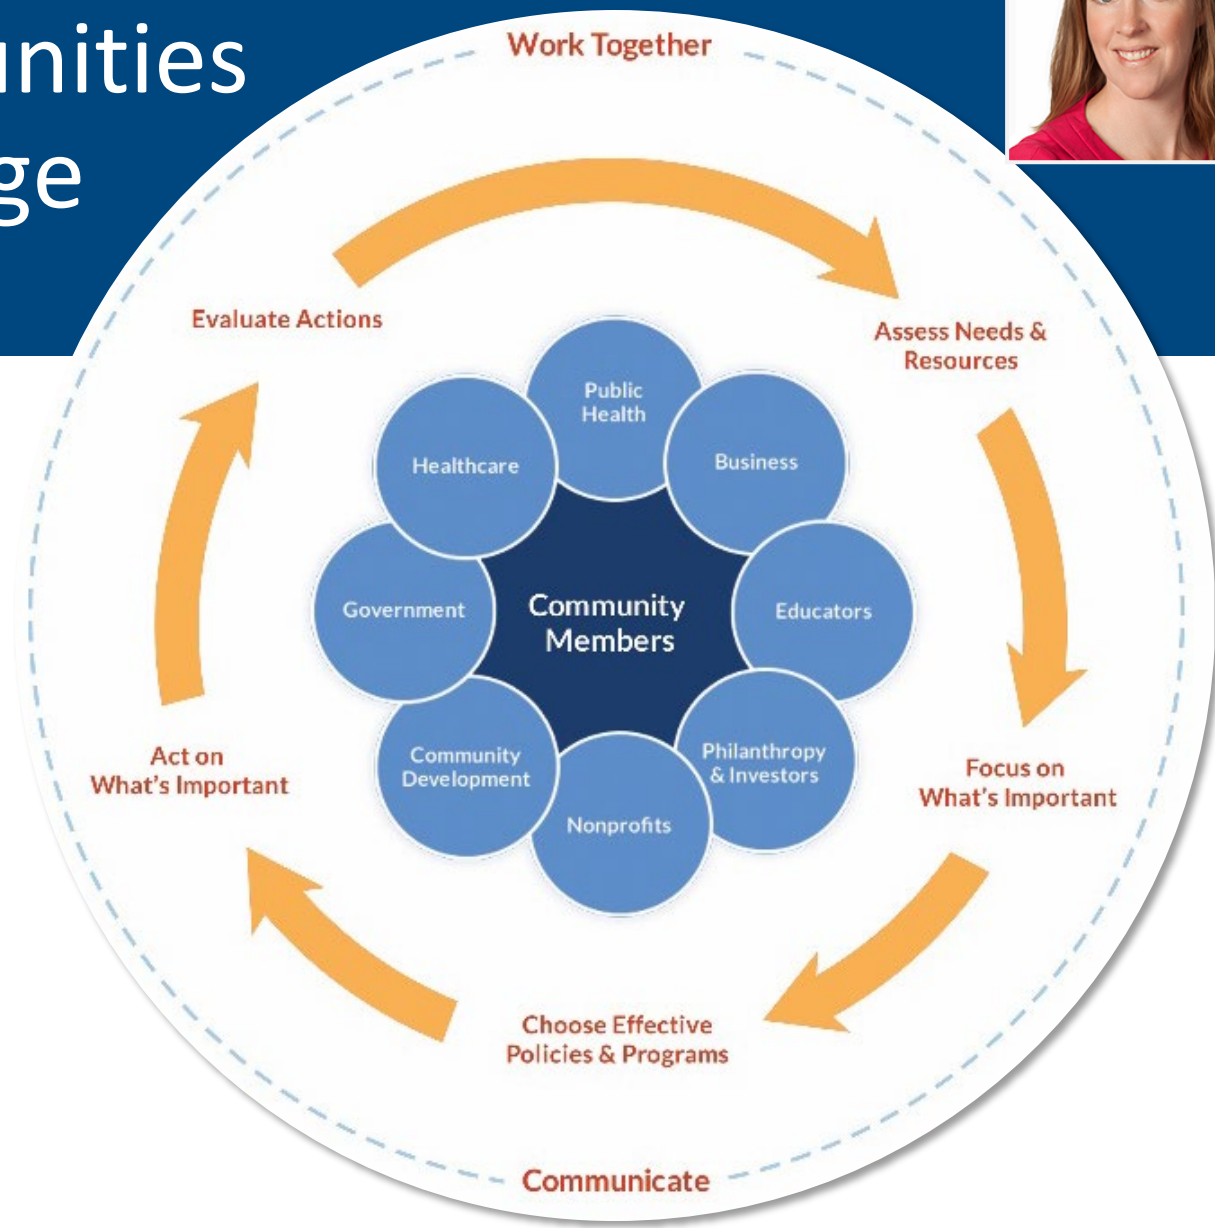 unities
ge
Work Together
Evaluate Actions
Assess Needs &
Resources
Public
Health
Healthcare
Business
Government
Community
Members
Educators
Community
Development
Philanthropy
& Investors
Nonprofits
Act on
What's Important
Focus on
What's Important
Choose Effective
Policies & Programs
Communicate